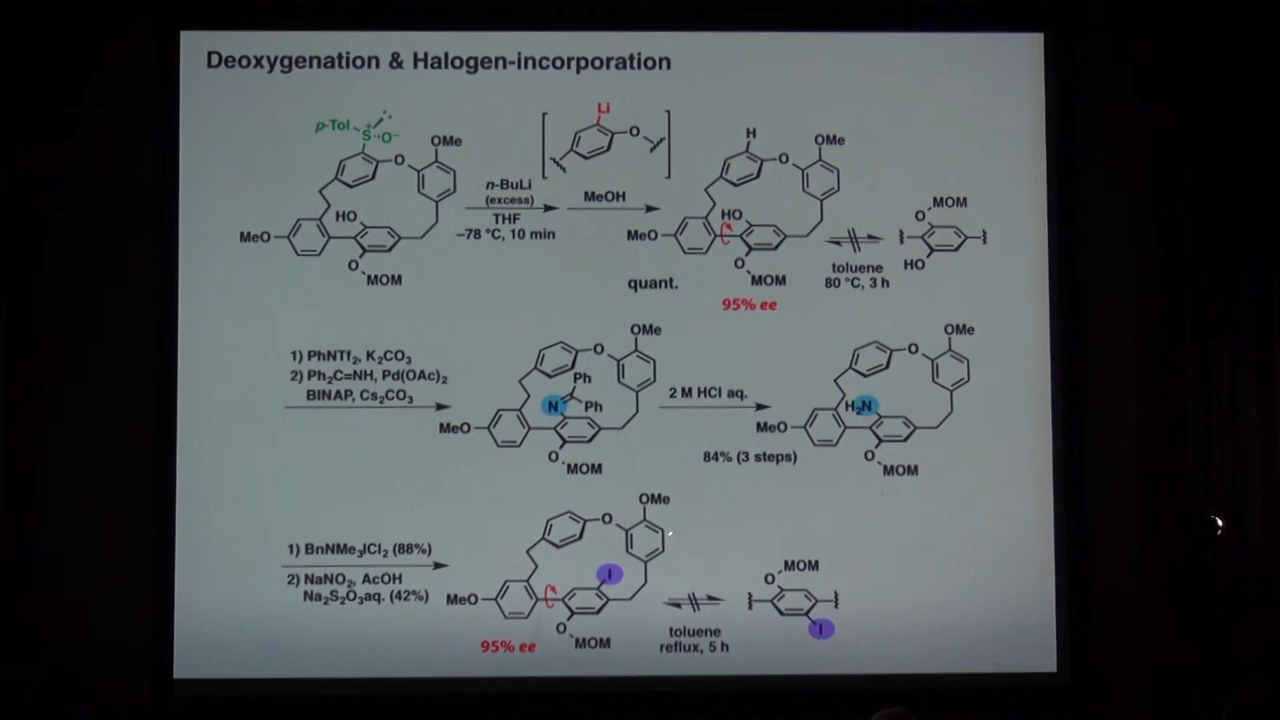 Deoxygenation & Halogen-incorporation
p-Tol
S+
O−
O
OMe
HO
MeO
O
MOM
n-BuLi
(excess)
THF
−78 °C, 10 min
Li
O
MeOH
H
O
OMe
HO
MeO
O
MOM
quant.
95% ee
toluene
80 °C, 3 h
MOM
O
HO
1) PhNTf₂, K₂CO₃
2) Ph₂C=NH, Pd(OAc)₂
BINAP, Cs₂CO₃
OMe
O
Ph
N
Ph
MeO
O
MOM
2 M HCl aq.
84% (3 steps)
OMe
O
H₂N
MeO
O
MOM
1) BnNMe₃ICl₂ (88%)
2) NaNO₂, AcOH
Na₂S₂O₃aq. (42%)
OMe
O
I
MeO
O
MOM
95% ee
toluene
reflux, 5 h
MOM
O
I